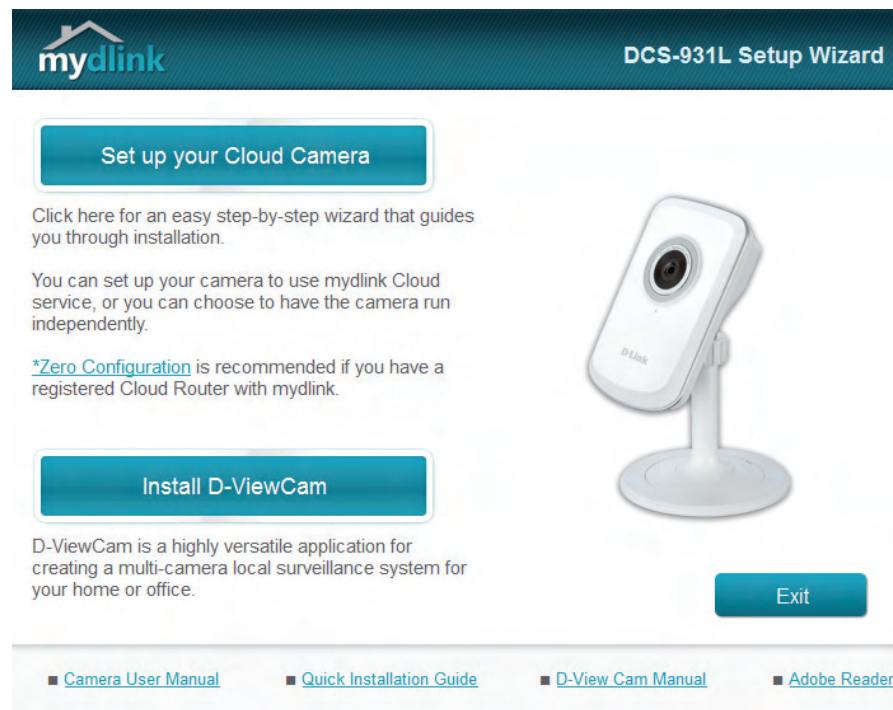 mydlink
DCS-931L Setup Wizard
Set up your Cloud Camera
Click here for an easy step-by-step wizard that guides
you through installation.
You can set up your camera to use mydlink Cloud
service, or you can choose to have the camera run
independently.
*Zero Configuration is recommended if you have a
registered Cloud Router with mydlink.
D-Link
Install D-ViewCam
D-ViewCam is a highly versatile application for
creating a multi-camera local surveillance system for
your home or office.
Exit
Camera User Manual
Quick Installation Guide
D-View Cam Manual
Adobe Reader